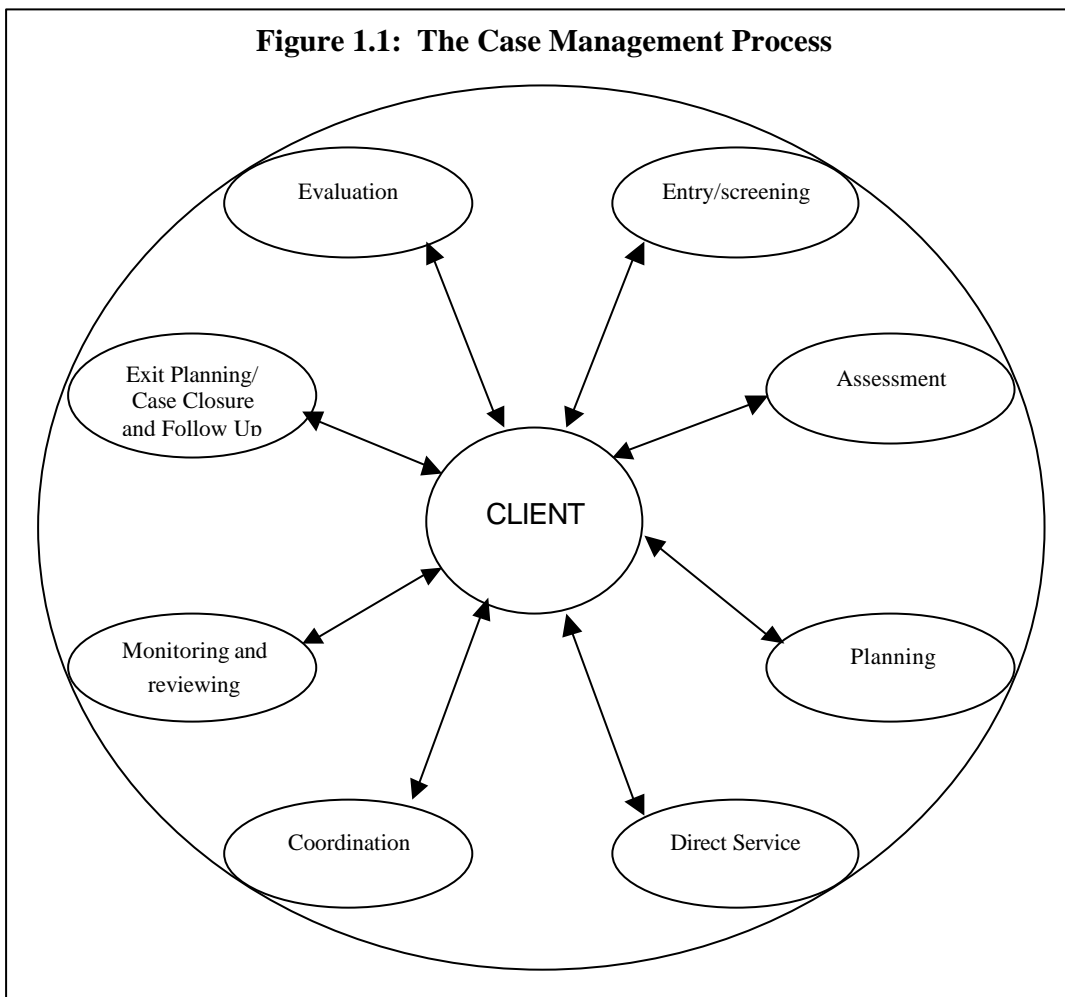 Figure 1.1: The Case Management Process
Evaluation
Entry/screening
Exit Planning/
Case Closure
and Follow Up
Assessment
CLIENT
Monitoring and
reviewing
Planning
Coordination
Direct Service